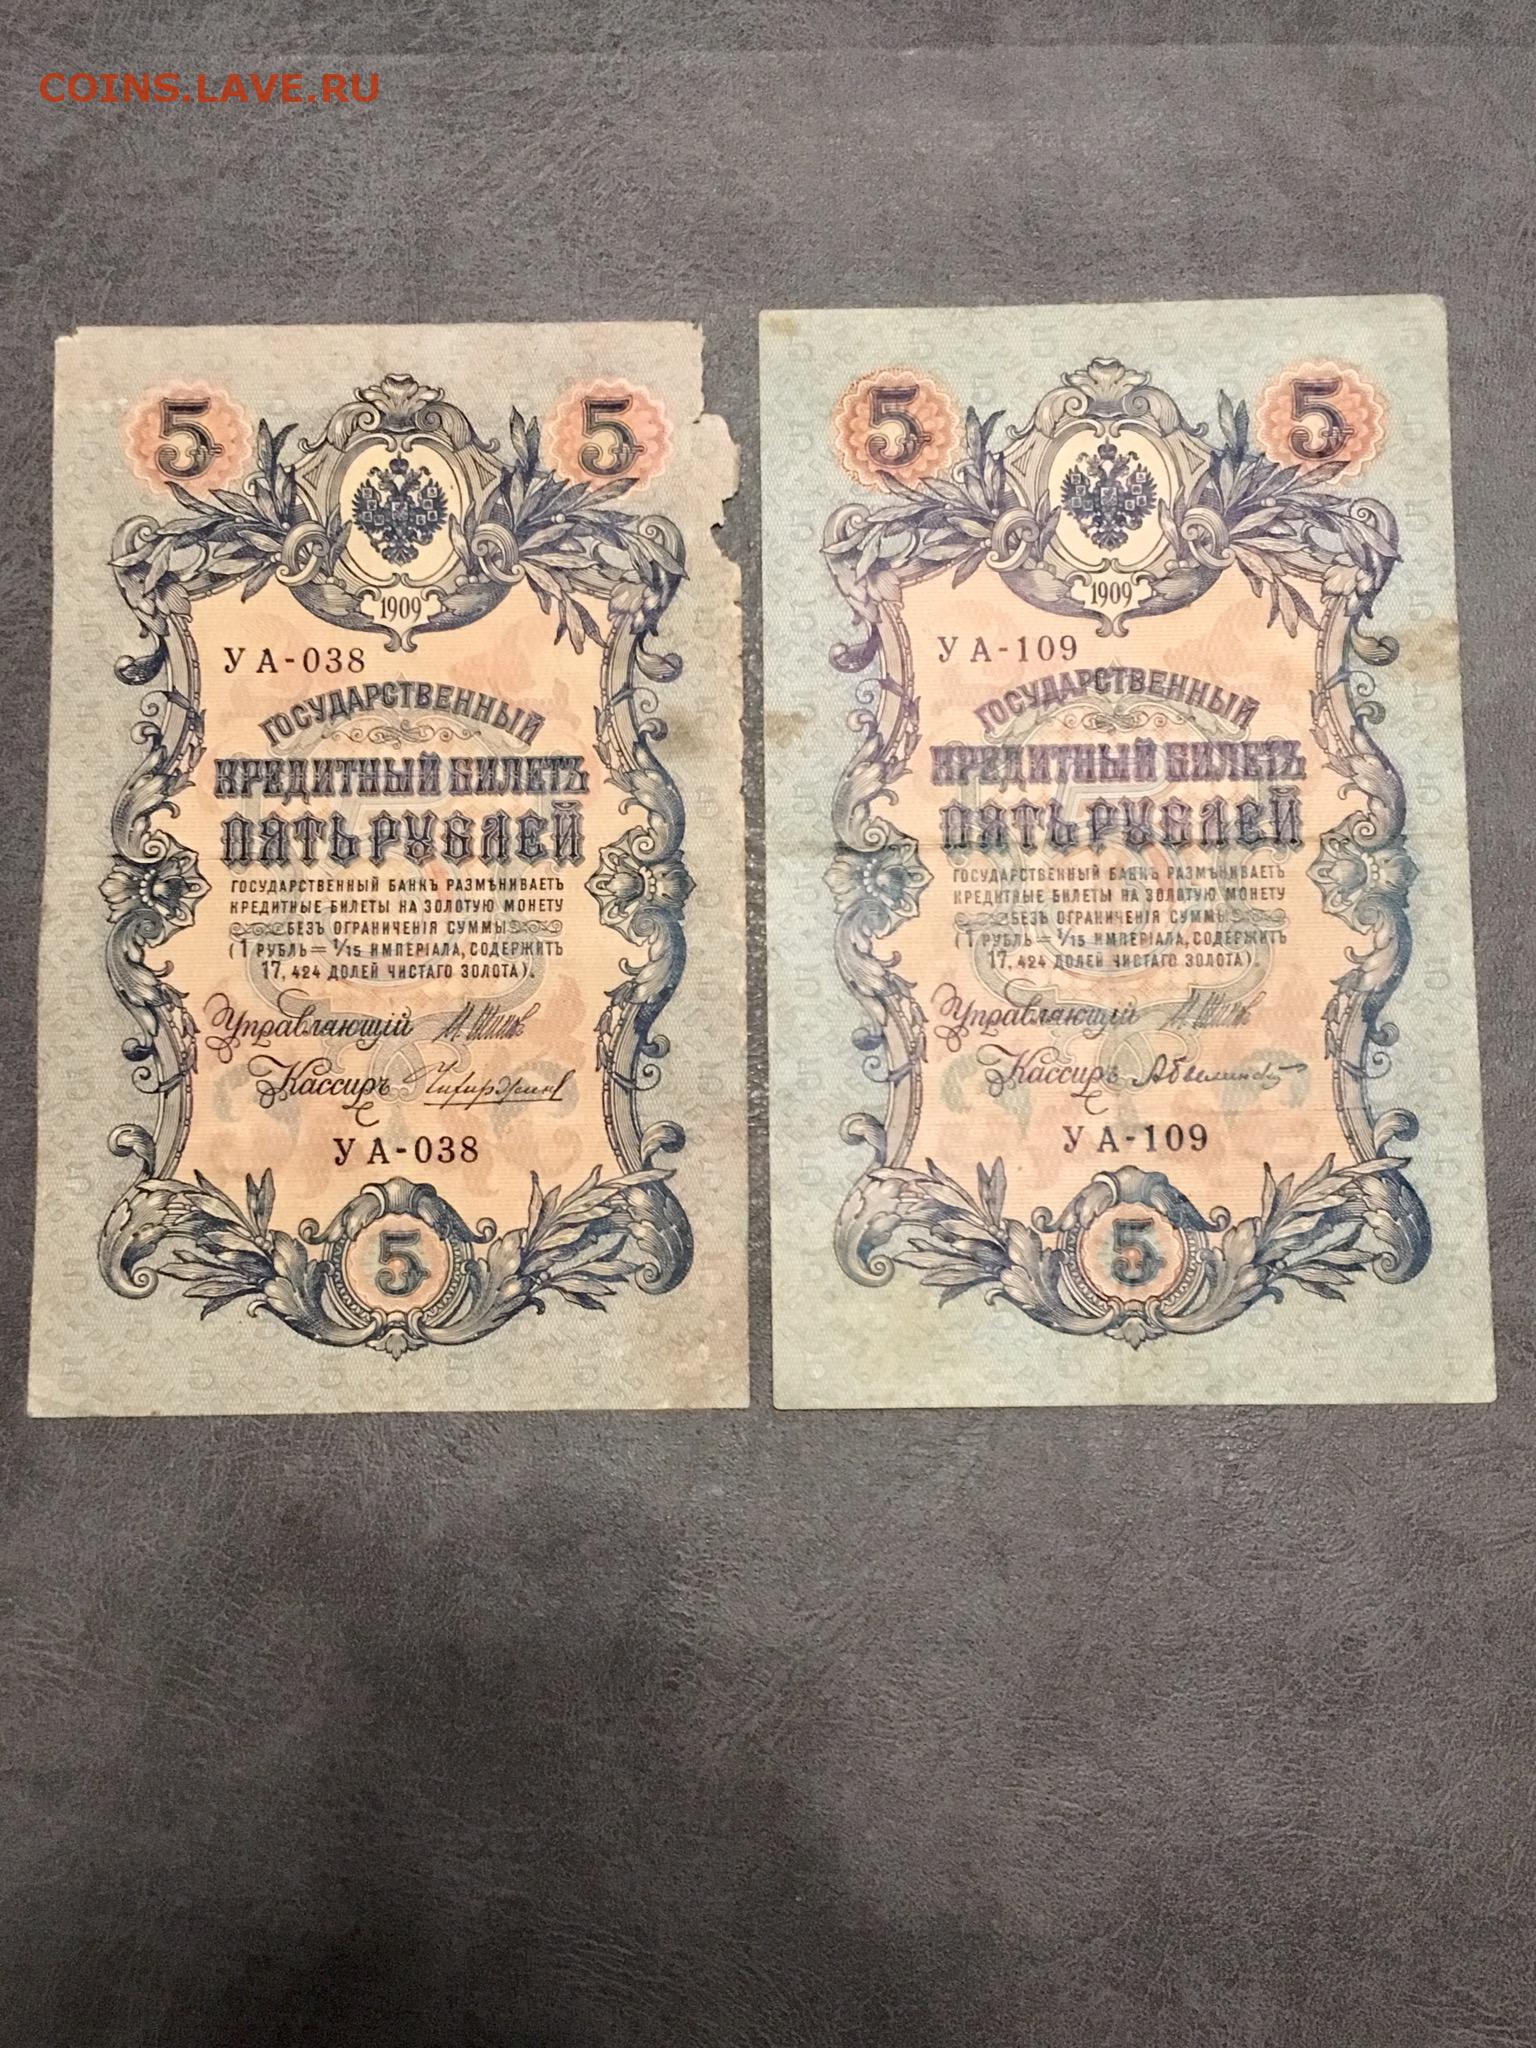 COINS.LAVE.RU
5 5
1909
УА-038
ГОСУДАРСТВЕННЫЙ
КРЕДИТНЫЙ БИЛЕТЪ
ПЯТЬ РУБЛЕЙ
ГОСУДАРСТВЕННЫЙ БАНКЪ РАЗМѢНИВАЕТЪ
КРЕДИТНЫЕ БИЛЕТЫ НА ЗОЛОТУЮ МОНЕТУ
БЕЗЪ ОГРАНИЧЕНІЯ СУММЫ
(1 РУБЛЬ = 1/15 ИМПЕРІАЛА, СОДЕРЖИТЪ
17,424 ДОЛЕЙ ЧИСТАГО ЗОЛОТА).
Управляющій
Кассиръ
УА-038
5
5 5
1909
УА-109
ГОСУДАРСТВЕННЫЙ
КРЕДИТНЫЙ БИЛЕТЪ
ПЯТЬ РУБЛЕЙ
ГОСУДАРСТВЕННЫЙ БАНКЪ РАЗМѢНИВАЕТЪ
КРЕДИТНЫЕ БИЛЕТЫ НА ЗОЛОТУЮ МОНЕТУ
БЕЗЪ ОГРАНИЧЕНІЯ СУММЫ
(1 РУБЛЬ = 1/15 ИМПЕРІАЛА, СОДЕРЖИТЪ
17,424 ДОЛЕЙ ЧИСТАГО ЗОЛОТА).
Управляющій
Кассиръ
УА-109
5